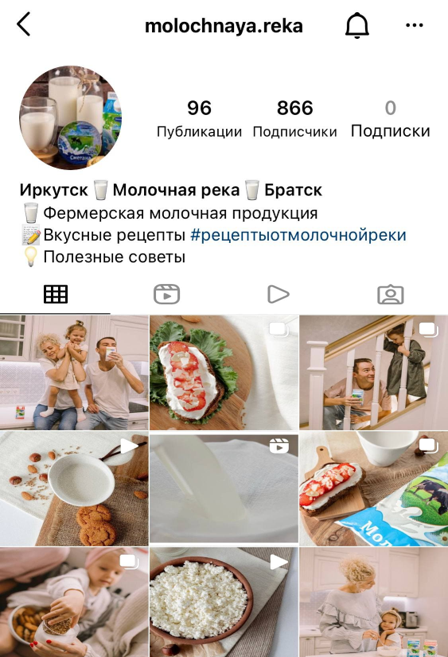 molochnaya.reka
96 866 0
Публикации Подписчики Подписки
Иркутск🥛Молочная река🥛Братск
🥛Фермерская молочная продукция
📝Вкусные рецепты #рецептыотмолочнойреки
💡Полезные советы